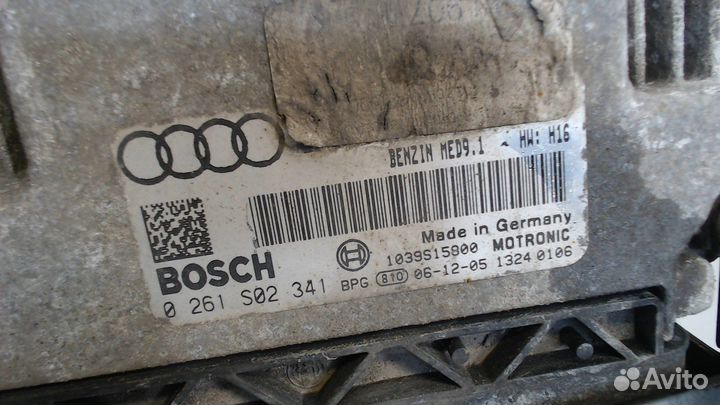 BENZIN MED9.1 HW: H16
Made in Germany
1039S15800 MOTRONIC
BOSCH
0 261 S02 341 BPG 810 06-12-05 1324 0106
Avito